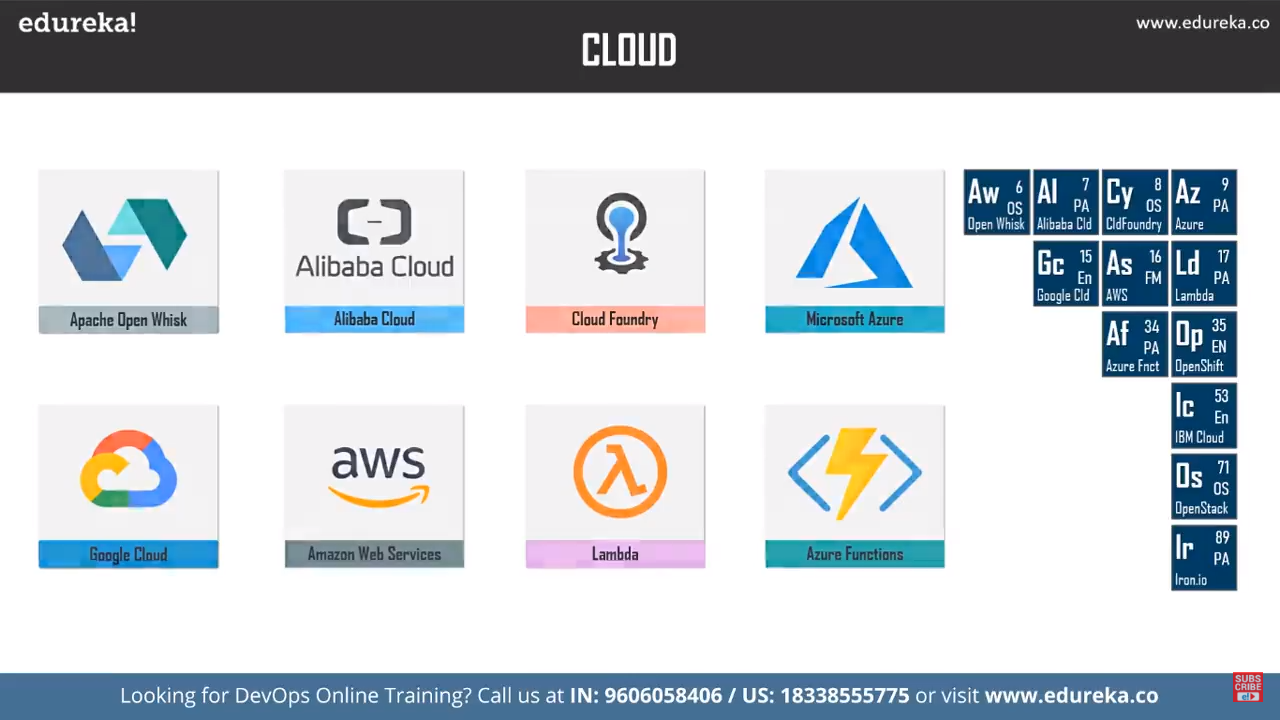 edureka!
www.edureka.co
CLOUD
Apache Open Whisk
Alibaba Cloud
Alibaba Cloud
Cloud Foundry
Microsoft Azure
Google Cloud
aws
Amazon Web Services
λ
Lambda
Azure Functions
Aw 6
OS
Open Whisk
Al 7
PA
Alibaba Cld
Cy 8
OS
CldFoundry
Az 9
PA
Azure
Gc 15
En
Google Cld
As 16
FM
AWS
Ld 17
PA
Lambda
Af 34
PA
Azure Fnct
Op 35
EN
OpenShift
Ic 53
En
IBM Cloud
Os 71
OS
OpenStack
Ir 89
PA
Iron.io
Looking for DevOps Online Training? Call us at IN: 9606058406 / US: 18338555775 or visit www.edureka.co
SUBS
CRIBE
e!